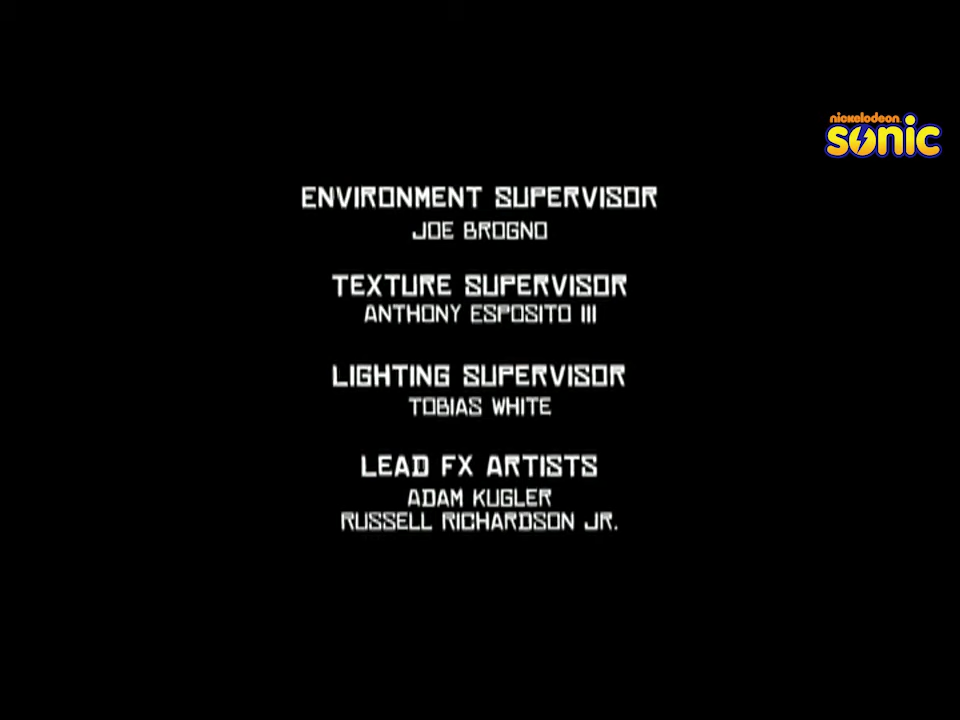 nickelodeon
sonic
ENVIRONMENT SUPERVISOR
JOE BROGNO
TEXTURE SUPERVISOR
ANTHONY ESPOSITO III
LIGHTING SUPERVISOR
TOBIAS WHITE
LEAD FX ARTISTS
ADAM KUGLER
RUSSELL RICHARDSON JR.